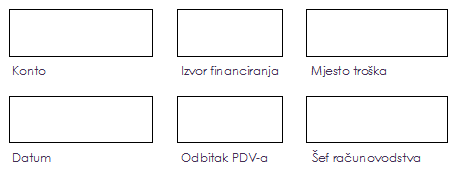 Konto
Izvor financiranja
Mjesto troška
Datum
Odbitak PDV-a
Šef računovodstva